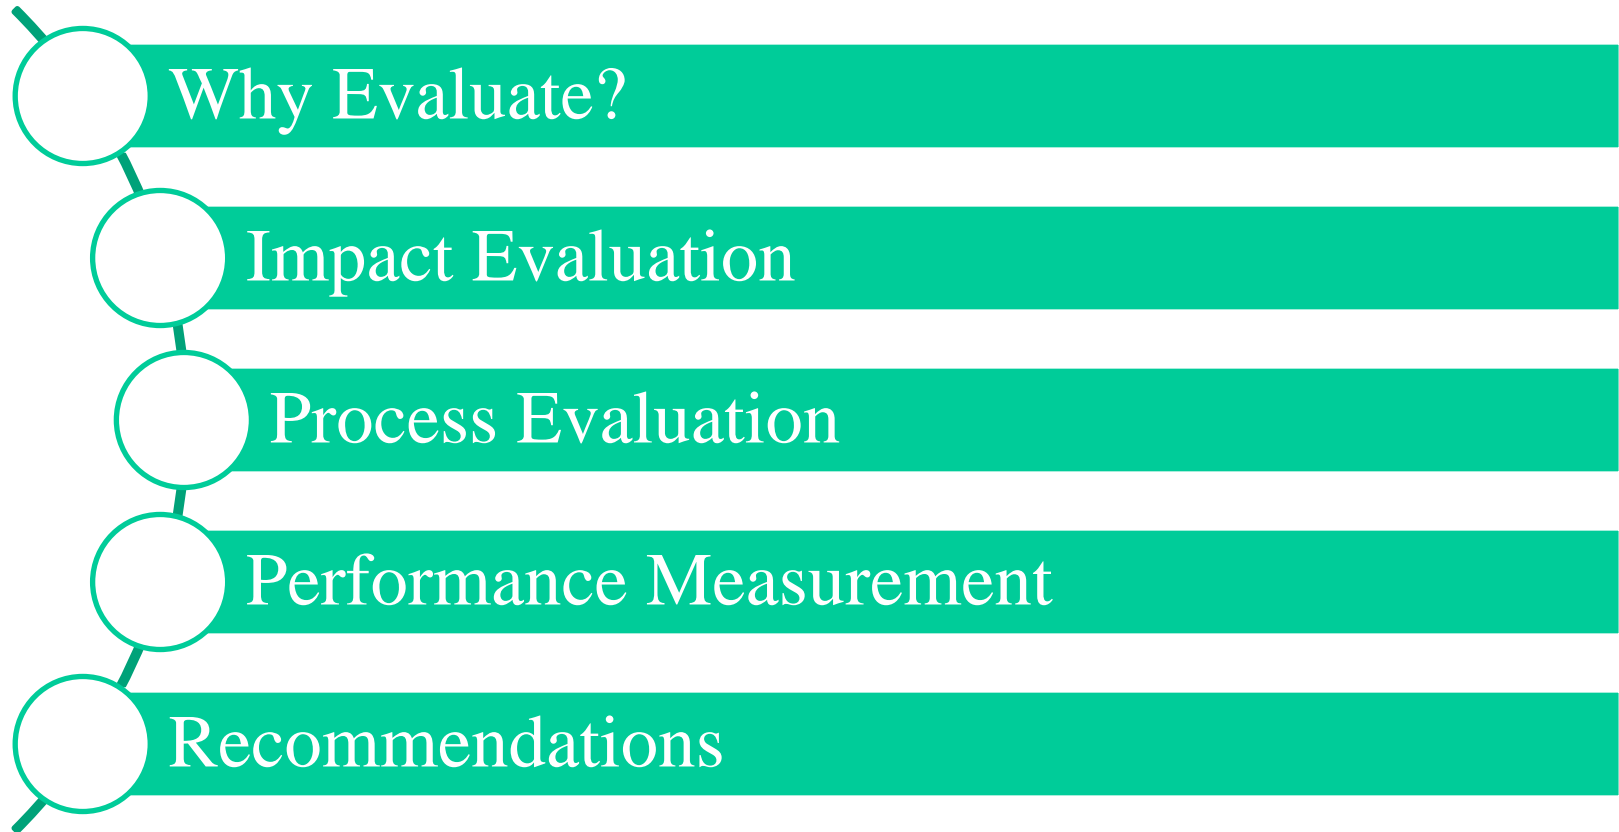 Why Evaluate?
Impact Evaluation
Process Evaluation
Performance Measurement
Recommendations